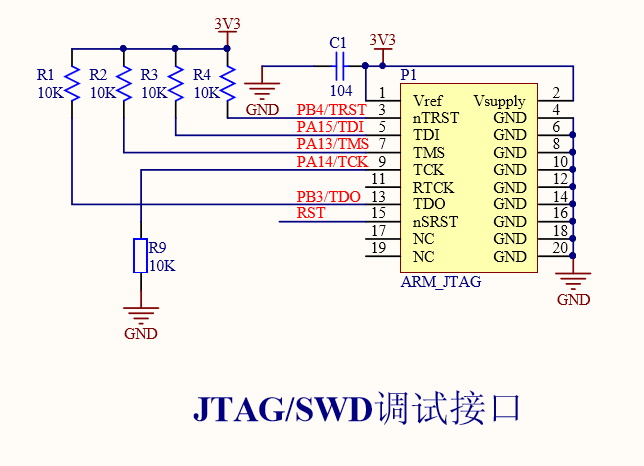 3V3
C1
3V3
R1
R2
R3
R4
10K
10K
10K
10K
104
GND
P1
PB4/TRST
PA15/TDI
PA13/TMS
PA14/TCK
PB3/TDO
RST
1 Vref Vsupply 2
3 nTRST GND 4
5 TDI GND 6
7 TMS GND 8
9 TCK GND 10
11 RTCK GND 12
13 TDO GND 14
15 nSRST GND 16
17 NC GND 18
19 NC GND 20
ARM_JTAG
GND
R9
10K
GND
JTAG/SWD调试接口